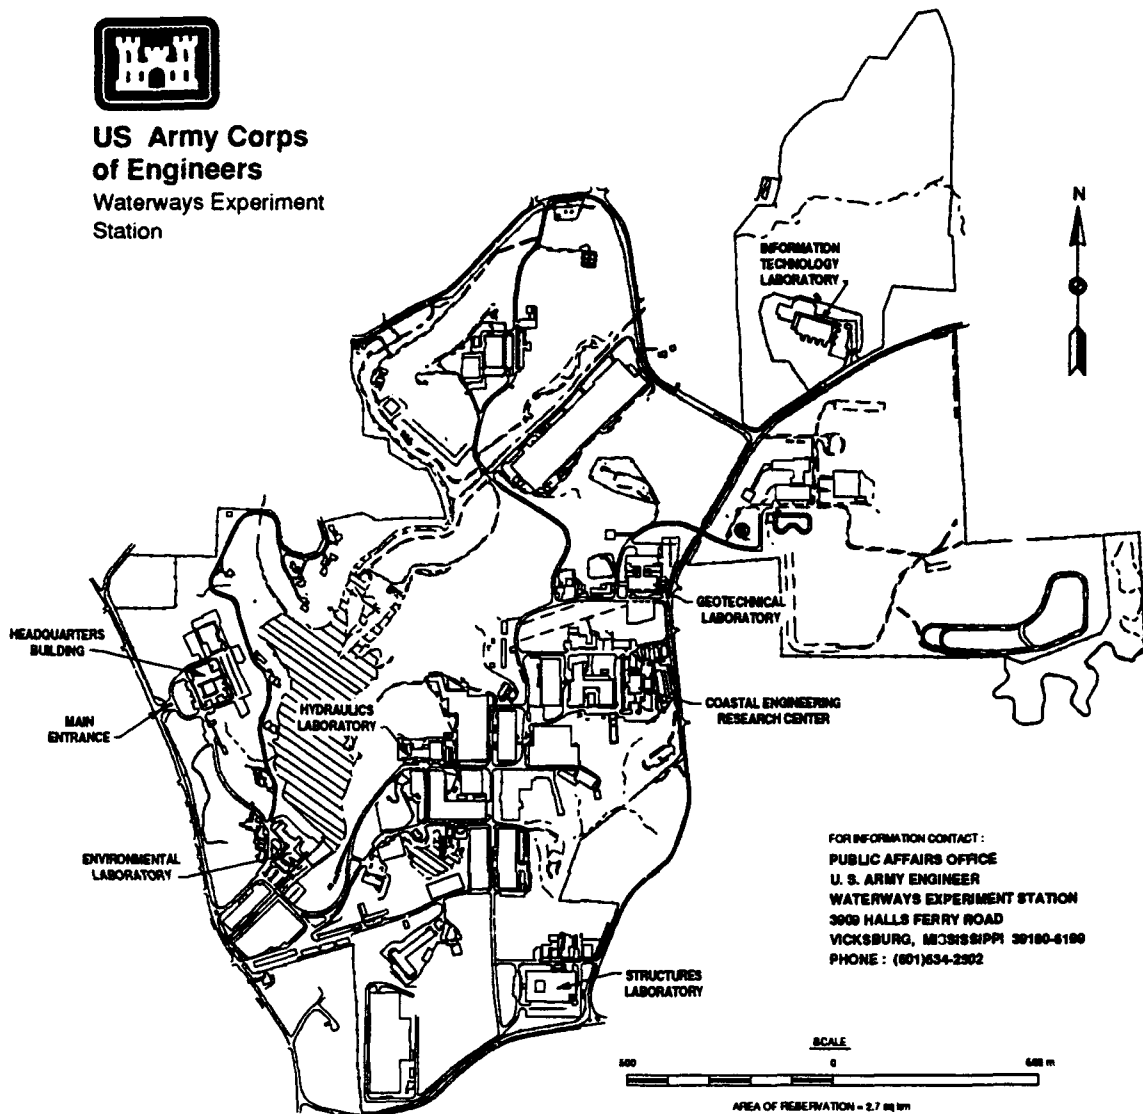 US Army Corps
of Engineers
Waterways Experiment
Station
N
INFORMATION
TECHNOLOGY
LABORATORY
GEOTECHNICAL
LABORATORY
HEADQUARTERS
BUILDING
MAIN
ENTRANCE
HYDRAULICS
LABORATORY
COASTAL ENGINEERING
RESEARCH CENTER
ENVIRONMENTAL
LABORATORY
FOR INFORMATION CONTACT :
PUBLIC AFFAIRS OFFICE
U. S. ARMY ENGINEER
WATERWAYS EXPERIMENT STATION
3909 HALLS FERRY ROAD
VICKSBURG, MISSISSIPPI 39180-6199
PHONE : (601)634-2502
STRUCTURES
LABORATORY
SCALE
500 0 500 m
AREA OF RESERVATION = 2.7 sq km